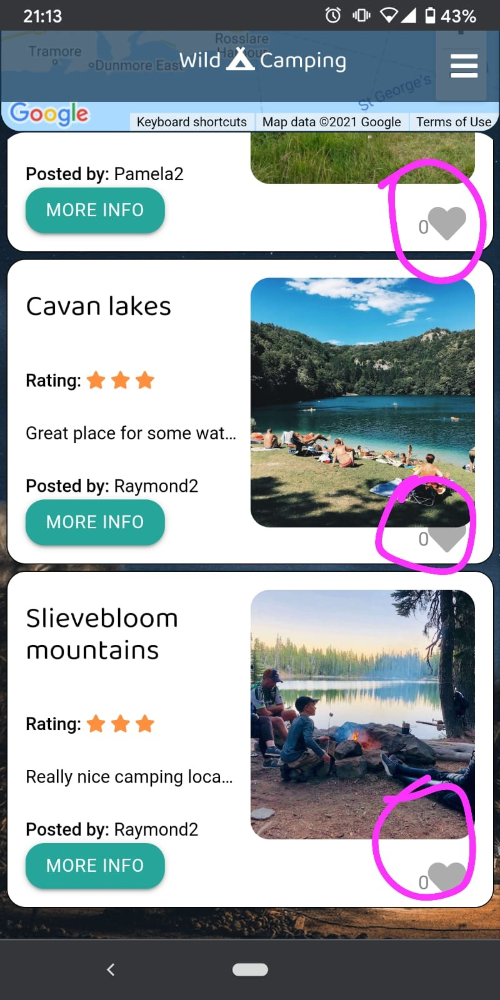 21:13
43%
Rosslare
Tramore
Harbour
Dunmore East
Wild Camping
St George's
Google
Keyboard shortcuts Map data ©2021 Google Terms of Use
Posted by: Pamela2
MORE INFO
0
Cavan lakes
Rating:
Great place for some wat...
Posted by: Raymond2
MORE INFO
0
Slievebloom
mountains
Rating:
Really nice camping loca...
Posted by: Raymond2
MORE INFO
0